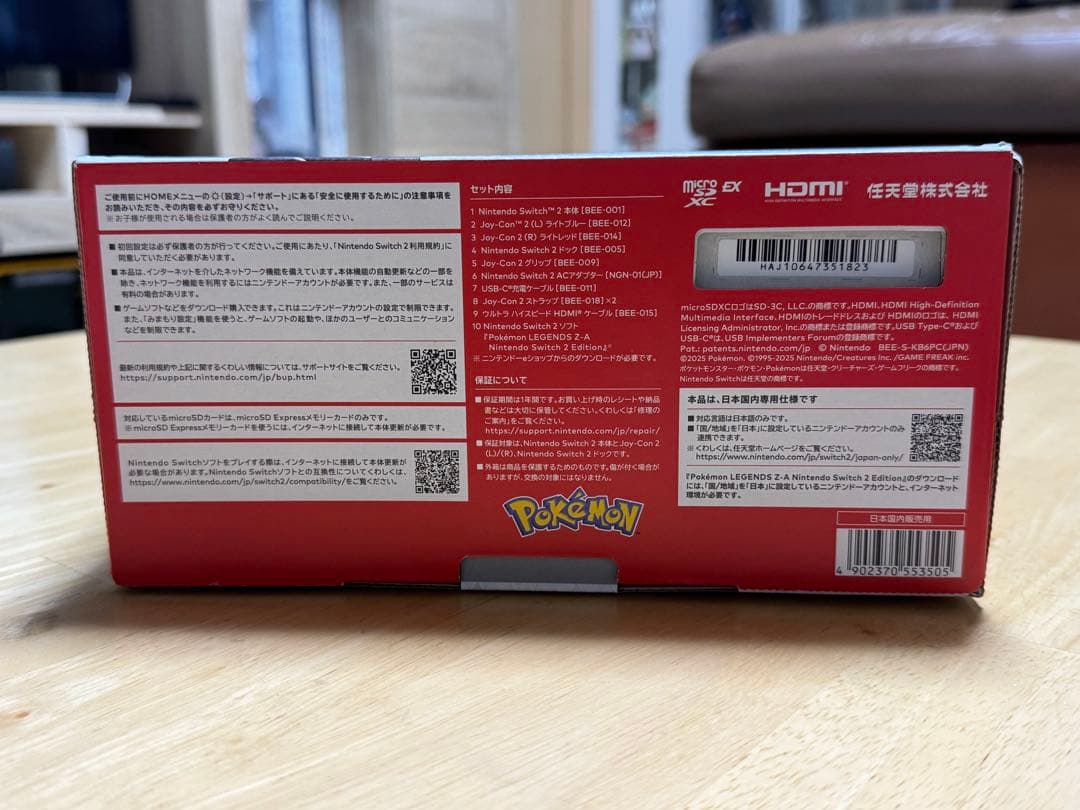 ご使用前にHOMEメニューの(設定)→「サポート」にある「安全に使用するために」の注意事項を
お読みいただき、その内容を必ずお守りください。
※お子様が使用される場合は保護者の方がよく読んでご説明ください。
■ 初回設定は必ず保護者の方が行ってください。ご使用にあたり、「Nintendo Switch 2利用規約」に
同意していただく必要があります。
■ 本商品は、インターネットを介したネットワーク機能を備えています。本体機能の自動更新などの一部を
除き、ネットワーク機能を利用するにはニンテンドーアカウントが必要です。また、一部のサービスは
有料の場合があります。
■ ゲームソフトなどをダウンロード購入できます。これはニンテンドーアカウントの設定で制限できます。
また、「みまもり設定」機能を使うと、ゲームソフトの起動や、ほかのユーザーとのコミュニケーション
などを制限できます。
最新の利用規約や上記に関するくわしい情報については、サポートサイトをご覧ください。
https://support.nintendo.com/jp/bup.html
対応しているmicroSDカードは、microSD Expressメモリーカードのみです。
※microSD Expressメモリーカードを使うには、インターネットに接続して本体更新が必要です。
Nintendo Switchソフトをプレイする際は、インターネットに接続して本体更新が
必要な場合があります。Nintendo Switchソフトとの互換性についてくわしくは、
https://www.nintendo.com/jp/switch2/compatibility/をご覧ください。
セット内容
1 Nintendo Switch™ 2 本体 [BEE-001]
2 Joy-Con™ 2 (L) ライトブルー [BEE-012]
3 Joy-Con 2 (R) ライトレッド [BEE-014]
4 Nintendo Switch 2 ドック [BEE-005]
5 Joy-Con 2 グリップ [BEE-009]
6 Nintendo Switch 2 ACアダプター [NGN-01(JP)]
7 USB-C®充電ケーブル [BEE-011]
8 Joy-Con 2 ストラップ [BEE-018] ×2
9 ウルトラ ハイスピード HDMI® ケーブル [BEE-015]
10 Nintendo Switch 2 ソフト
『Pokémon LEGENDS Z-A
Nintendo Switch 2 Edition』※
※ニンテンドーeショップからのダウンロードが必要です。
保証について
■保証期間は1年間です。お買い上げ時のレシートや納品
書などは大切に保管してください。くわしくは「修理の
ご案内」をご覧ください。
https://support.nintendo.com/jp/repair/
■保証対象は、Nintendo Switch 2 本体とJoy-Con 2
(L)/(R)、Nintendo Switch 2 ドックです。
■外箱は商品を保護するためのものです。傷が付く場合が
ありますが、交換の対象にはなりません。
POKéMON
micro SD XC EX
HDMI®
HIGH-DEFINITION MULTIMEDIA INTERFACE
任天堂株式会社
HAJ10647351823
microSDXCロゴはSD-3C, LLC.の商標です。HDMI、HDMI High-Definition
Multimedia Interface、HDMIのトレードドレスおよび HDMIのロゴは、HDMI
Licensing Administrator, Inc.の商標または登録商標です。USB Type-C®および
USB-C®は、USB Implementers Forumの登録商標です。
Pat.: patents.nintendo.com/jp © Nintendo BEE-S-KB6PC(JPN)
©2025 Pokémon. ©1995-2025 Nintendo/Creatures Inc./GAME FREAK inc.
ポケットモンスター・ポケモン・Pokémonは任天堂・クリーチャーズ・ゲームフリークの商標です。
Nintendo Switchは任天堂の商標です。
本品は、日本国内専用仕様です
■ 対応言語は日本語のみです。
■ 「国/地域」を「日本」に設定しているニンテンドーアカウントのみ
連携できます。
※くわしくは、任天堂ホームページをご覧ください。
https://www.nintendo.com/jp/switch2/japan-only/
『Pokémon LEGENDS Z-A Nintendo Switch 2 Edition』のダウンロード
には、「国/地域」を「日本」に設定しているニンテンドーアカウントと、インターネット
環境が必要です。
日本国内販売用
4 902370 553505